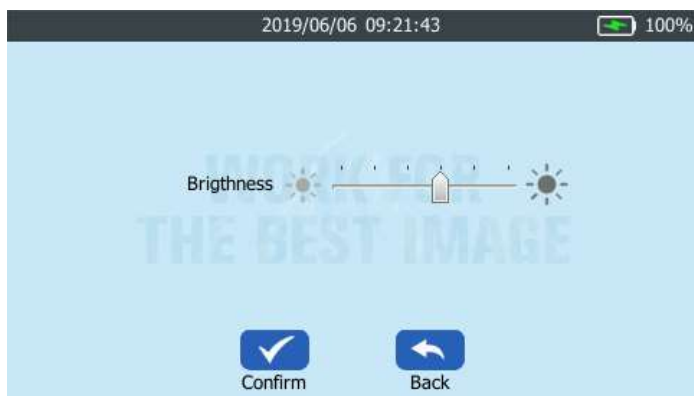 2019/06/06 09:21:43 100%
WORK FOR
Brigthness
THE BEST IMAGE
Confirm Back